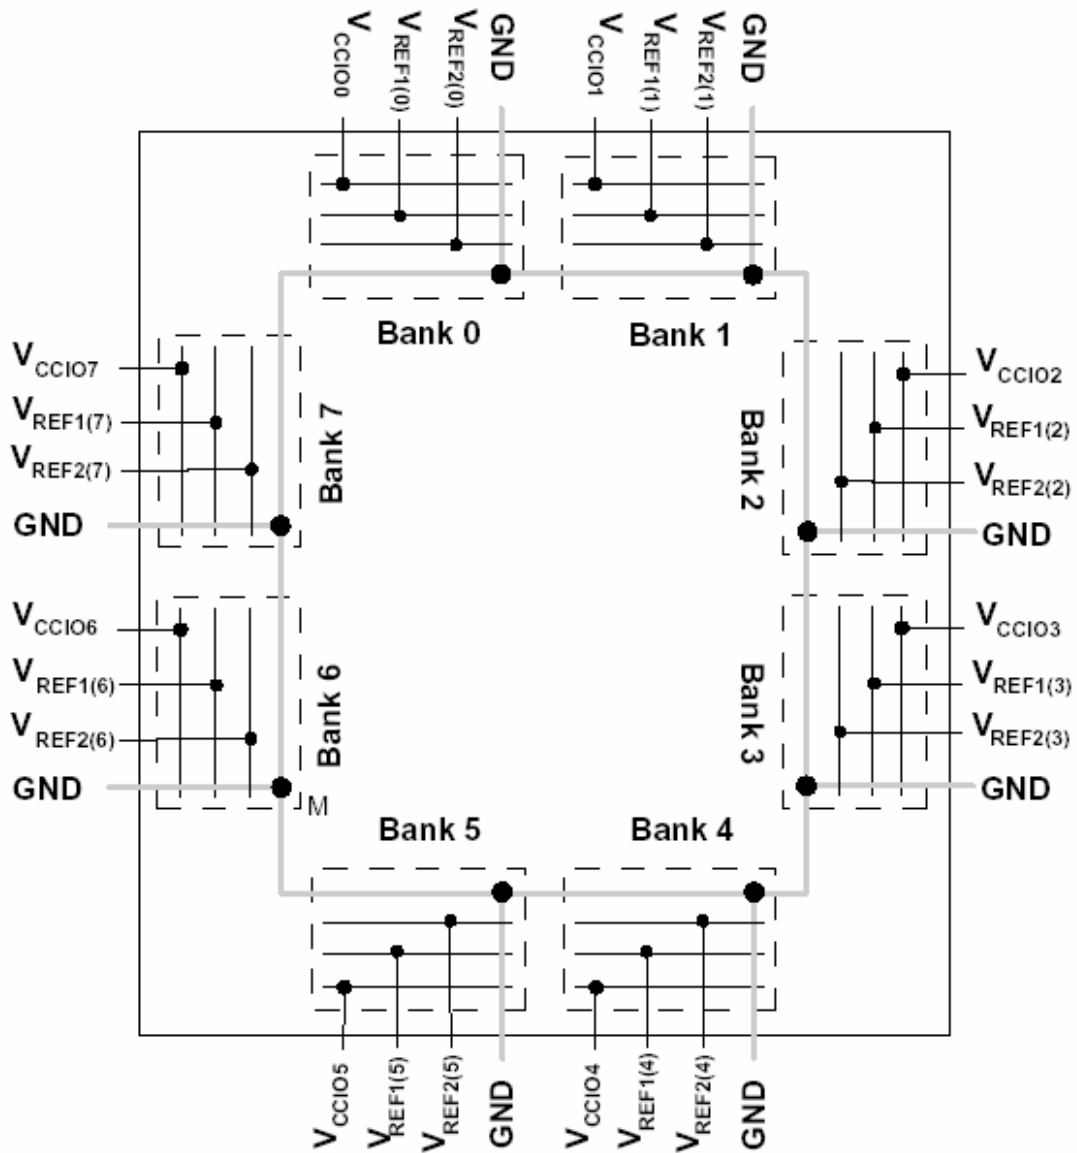 VCCIO0
VREF1(0)
VREF2(0)
GND
VCCIO1
VREF1(1)
VREF2(1)
GND
Bank 0
Bank 1
VCCIO7
VREF1(7)
VREF2(7)
GND
Bank 7
Bank 2
VCCIO2
VREF1(2)
VREF2(2)
GND
VCCIO6
VREF1(6)
VREF2(6)
GND
Bank 6
M
Bank 3
VCCIO3
VREF1(3)
VREF2(3)
GND
Bank 5
Bank 4
VCCIO5
VREF1(5)
VREF2(5)
GND
VCCIO4
VREF1(4)
VREF2(4)
GND